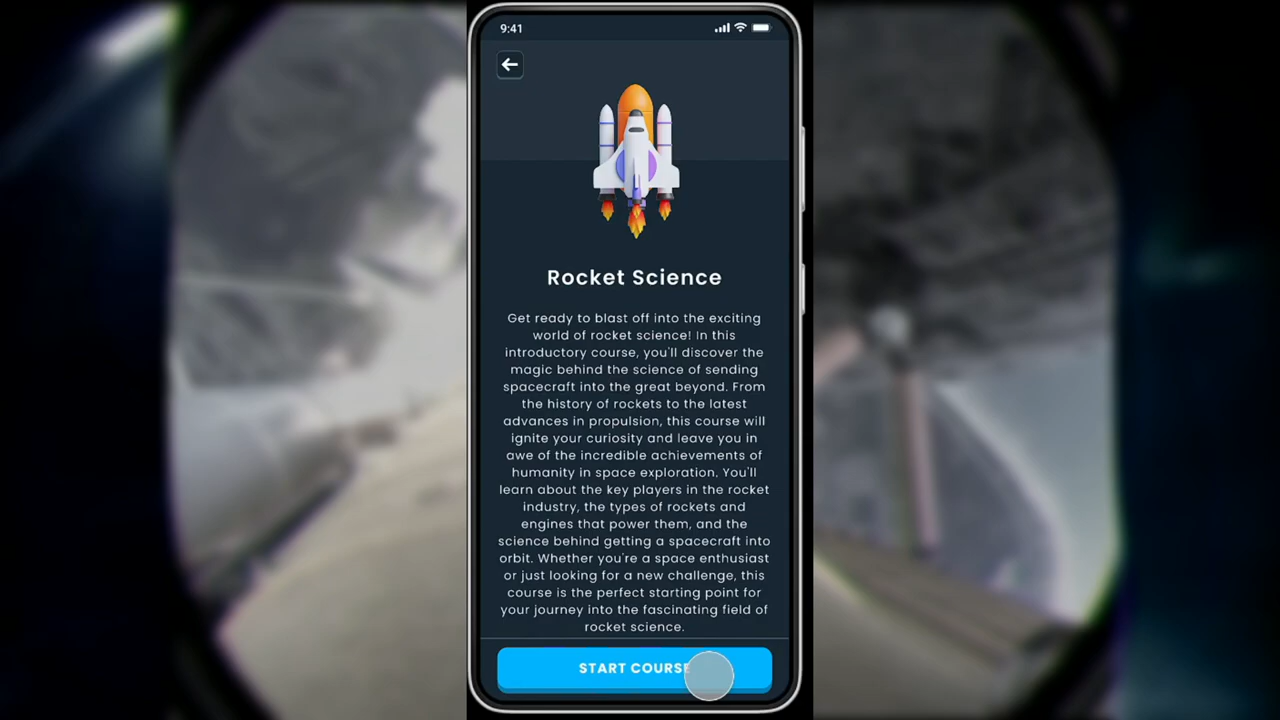 9:41
Rocket Science
Get ready to blast off into the exciting
world of rocket science! In this
introductory course, you'll discover the
magic behind the science of sending
spacecraft into the great beyond. From
the history of rockets to the latest
advances in propulsion, this course will
ignite your curiosity and leave you in
awe of the incredible achievements of
humanity in space exploration. You'll
learn about the key players in the rocket
industry, the types of rockets and
engines that power them, and the
science behind getting a spacecraft into
orbit. Whether you're a space enthusiast
or just looking for a new challenge, this
course is the perfect starting point for
your journey into the fascinating field of
rocket science.
START COURSE